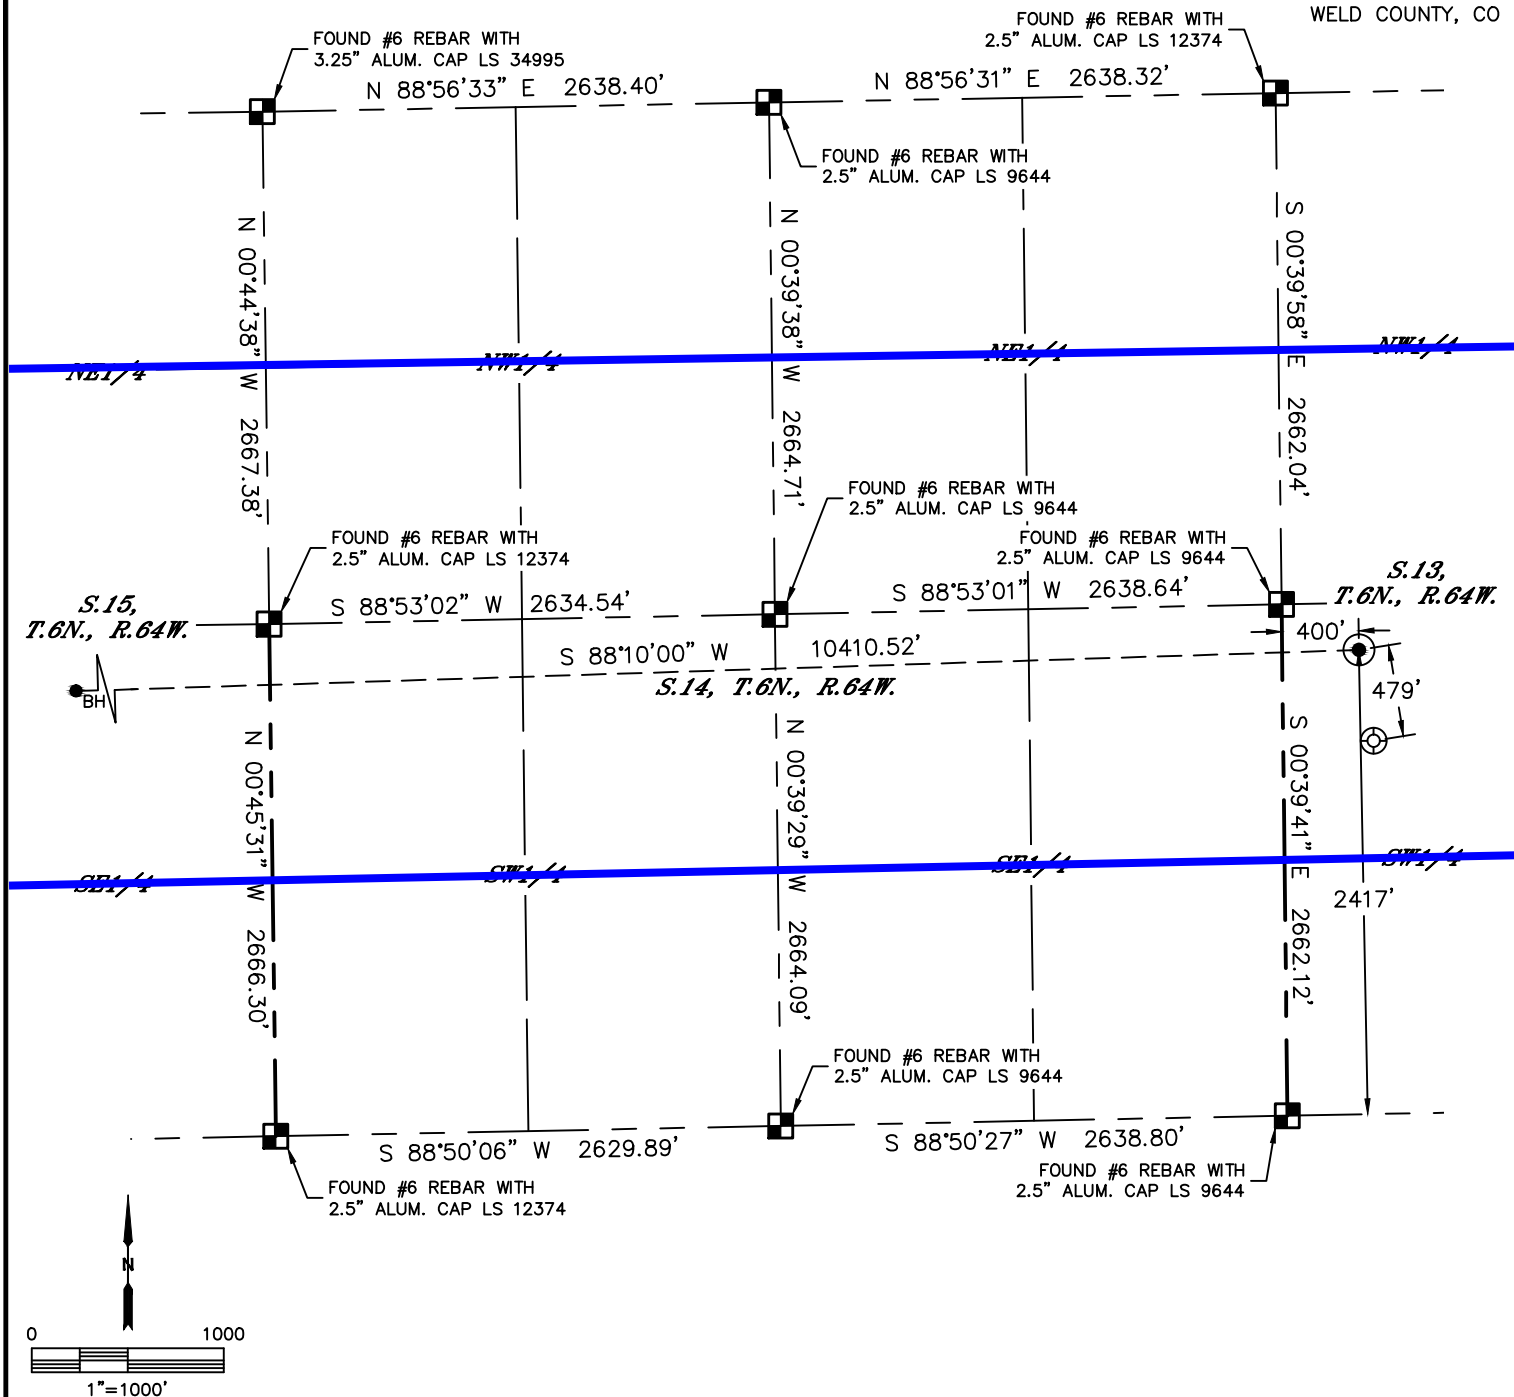 WELD COUNTY, CO
FOUND #6 REBAR WITH
2.5" ALUM. CAP LS 12374
FOUND #6 REBAR WITH
3.25" ALUM. CAP LS 34995
N 88°56'33" E 2638.40'
N 88°56'31" E 2638.32'
FOUND #6 REBAR WITH
2.5" ALUM. CAP LS 9644
N 00°44'38" W 2667.38'
N 00°39'38" W 2664.71'
S 00°39'58" E 2662.04'
NE1/4
NW1/4
NE1/4
NW1/4
FOUND #6 REBAR WITH
2.5" ALUM. CAP LS 9644
FOUND #6 REBAR WITH
2.5" ALUM. CAP LS 12374
FOUND #6 REBAR WITH
2.5" ALUM. CAP LS 9644
S.15,
T.6N., R.64W.
S 88°53'02" W 2634.54'
S 88°53'01" W 2638.64'
S.13,
T.6N., R.64W.
400'
S 88°10'00" W 10410.52'
S.14, T.6N., R.64W.
BH
479'
N 00°45'31" W 2666.30'
N 00°39'29" W 2664.09'
S 00°39'41" E 2662.12'
SE1/4
SW1/4
SE1/4
SW1/4
2417'
FOUND #6 REBAR WITH
2.5" ALUM. CAP LS 9644
S 88°50'06" W 2629.89'
S 88°50'27" W 2638.80'
FOUND #6 REBAR WITH
2.5" ALUM. CAP LS 9644
FOUND #6 REBAR WITH
2.5" ALUM. CAP LS 12374
N
0 1000
1"=1000'